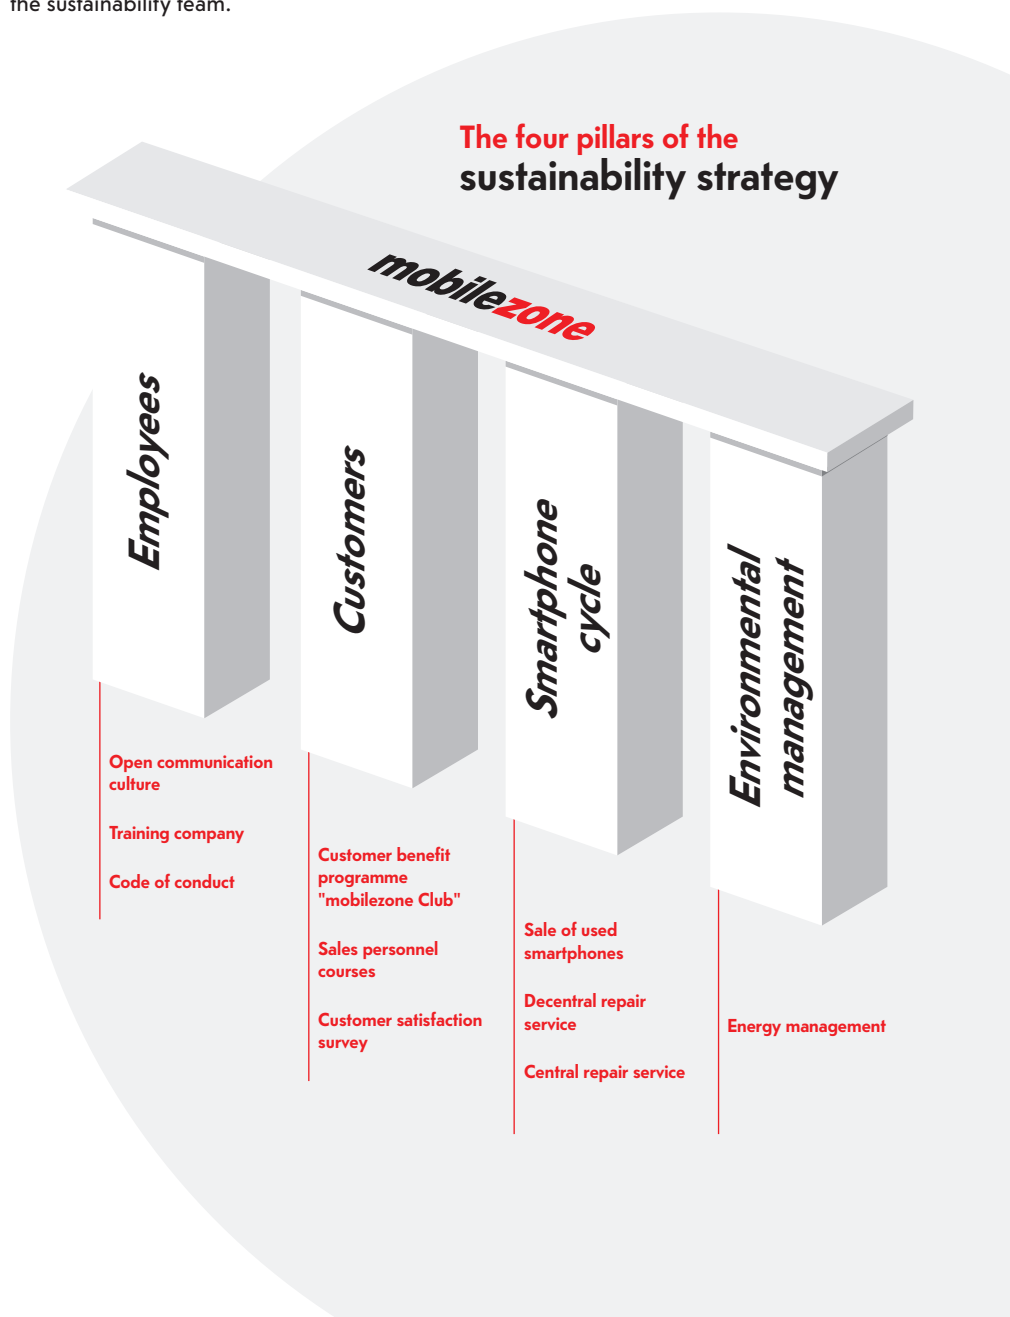 the sustainability team.
The four pillars of the
sustainability strategy
mobilezone
Employees
Customers
Smartphone
cycle
Environmental
management
Open communication
culture
Training company
Code of conduct
Customer benefit
programme
"mobilezone Club"
Sales personnel
courses
Customer satisfaction
survey
Sale of used
smartphones
Decentral repair
service
Central repair service
Energy management